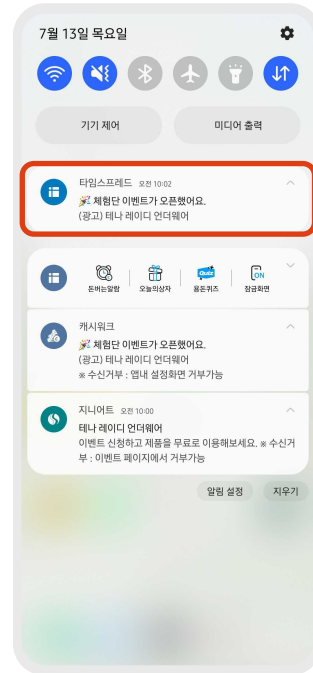 7월 13일 목요일
기기 제어
미디어 출력
타임스프레드 오전 10:02
🎉 체험단 이벤트가 오픈했어요.
(광고) 테나 레이디 언더웨어
Quiz
ON
돈버는알람 오늘의상자 용돈퀴즈 잠금화면
캐시워크
🎉 체험단 이벤트가 오픈했어요.
(광고) 테나 레이디 언더웨어
※ 수신거부 : 앱내 설정화면 거부가능
지니어트 오전 10:00
테나 레이디 언더웨어
이벤트 신청하고 제품을 무료로 이용해보세요. ※ 수신거
부 : 이벤트 페이지에서 거부가능
알림 설정
지우기